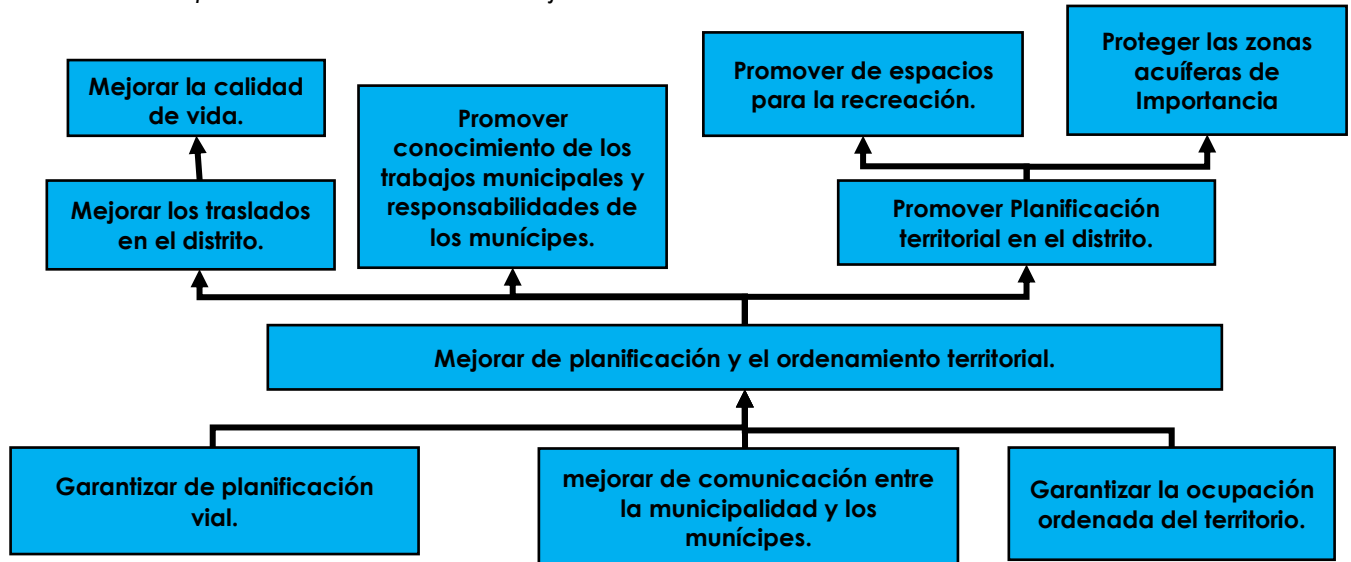 Mejorar la calidad
de vida.
Promover
conocimiento de los
trabajos municipales y
responsabilidades de
los munícipes.
Promover de espacios
para la recreación.
Proteger las zonas
acuíferas de
Importancia
Mejorar los traslados
en el distrito.
Promover Planificación
territorial en el distrito.
Mejorar de planificación y el ordenamiento territorial.
Garantizar de planificación
vial.
mejorar de comunicación entre
la municipalidad y los
munícipes.
Garantizar la ocupación
ordenada del territorio.